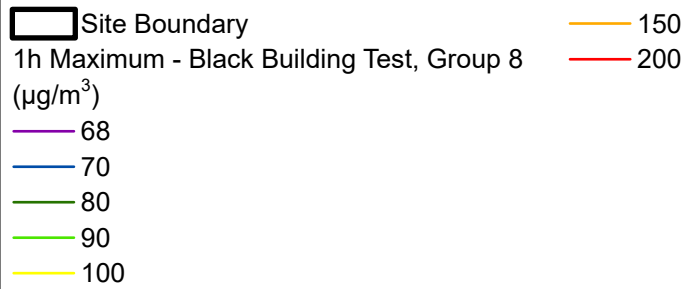 Site Boundary
1h Maximum - Black Building Test, Group 8
(µg/m³)
68
70
80
90
100
150
200